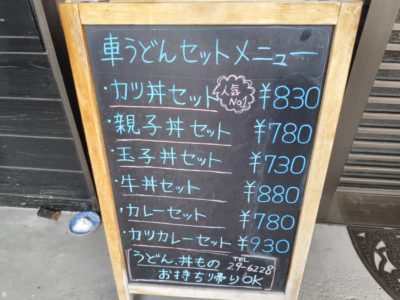 車うどんセットメニュー
・カツ丼セット 人気No.1 ¥830
・親子丼セット ¥780
・玉子丼セット ¥730
・牛丼セット ¥880
・カレーセット ¥780
・カツカレーセット ¥930
うどん、丼もの TEL 29-6228
お持ち帰りOK